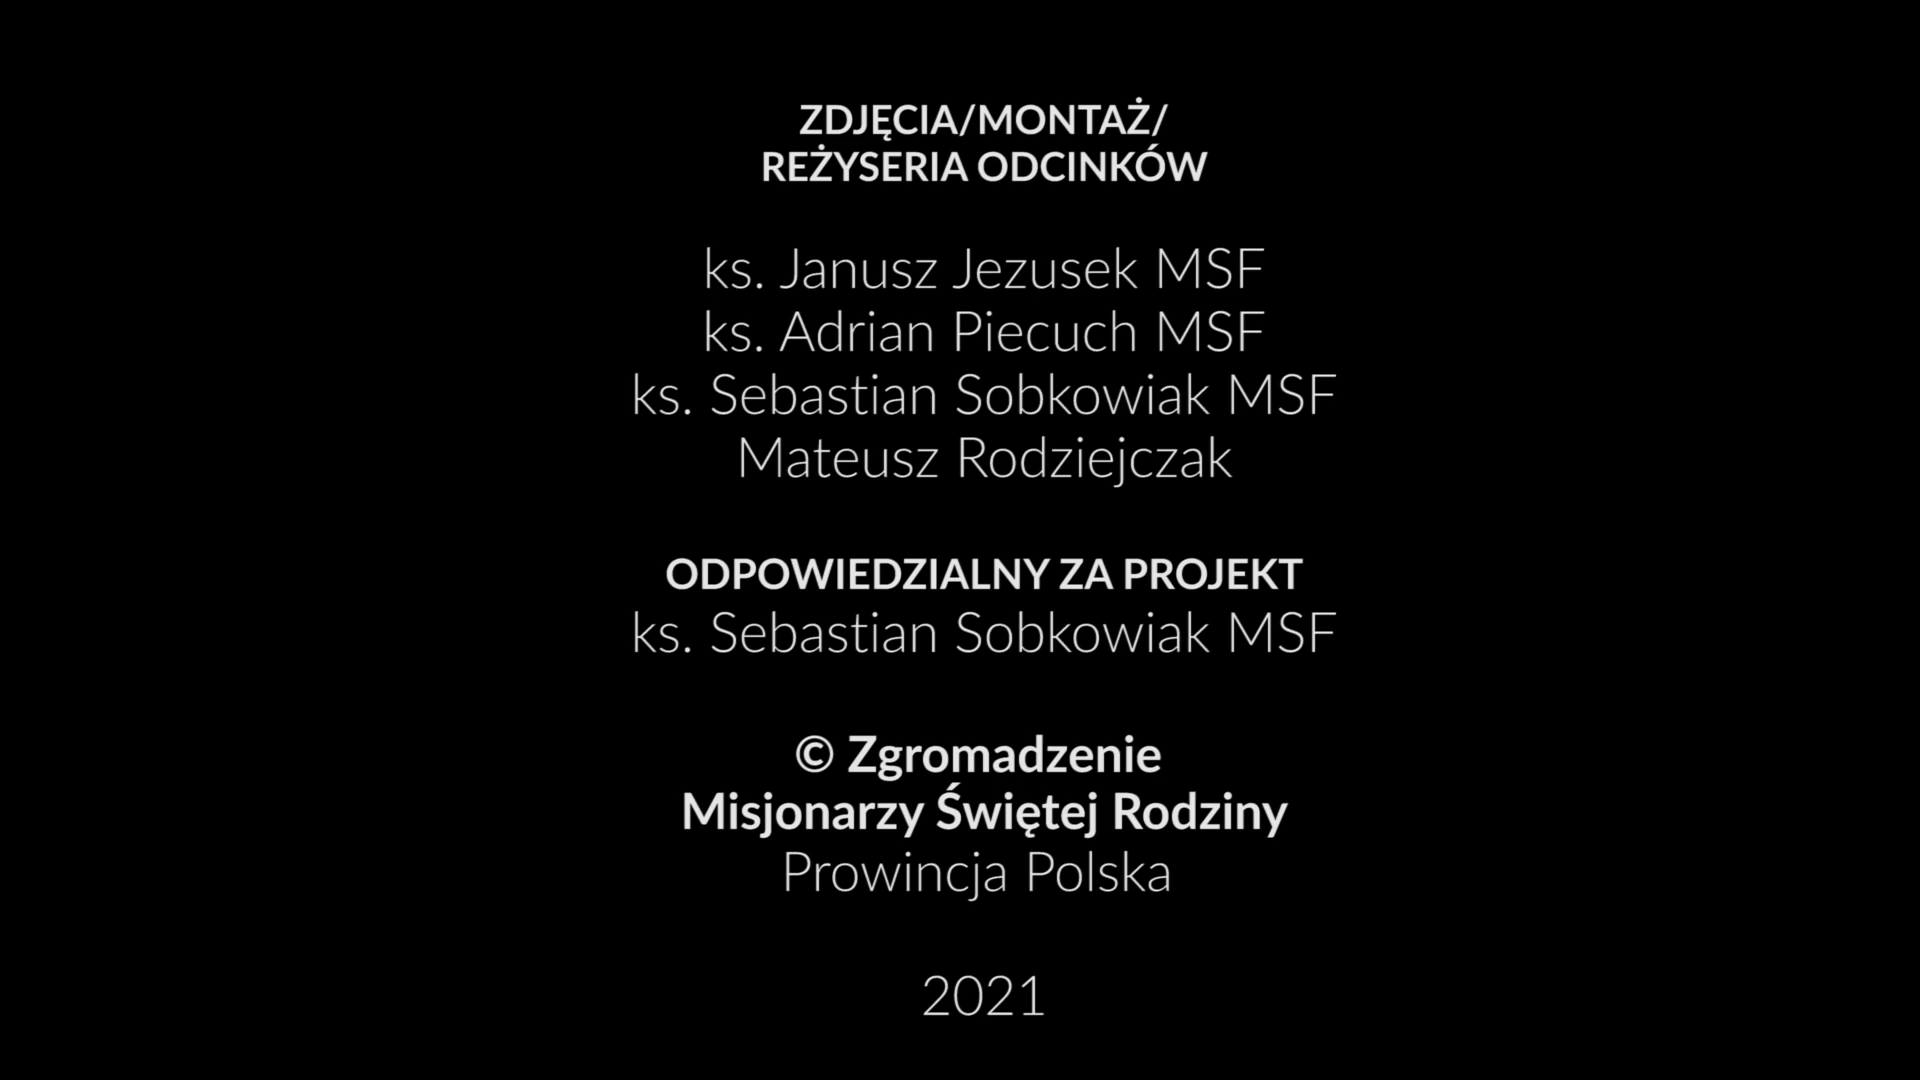 ZDJĘCIA/MONTAŻ/
REŻYSERIA ODCINKÓW
ks. Janusz Jezusek MSF
ks. Adrian Piecuch MSF
ks. Sebastian Sobkowiak MSF
Mateusz Rodziejczak
ODPOWIEDZIALNY ZA PROJEKT
ks. Sebastian Sobkowiak MSF
© Zgromadzenie
Misjonarzy Świętej Rodziny
Prowincja Polska
2021